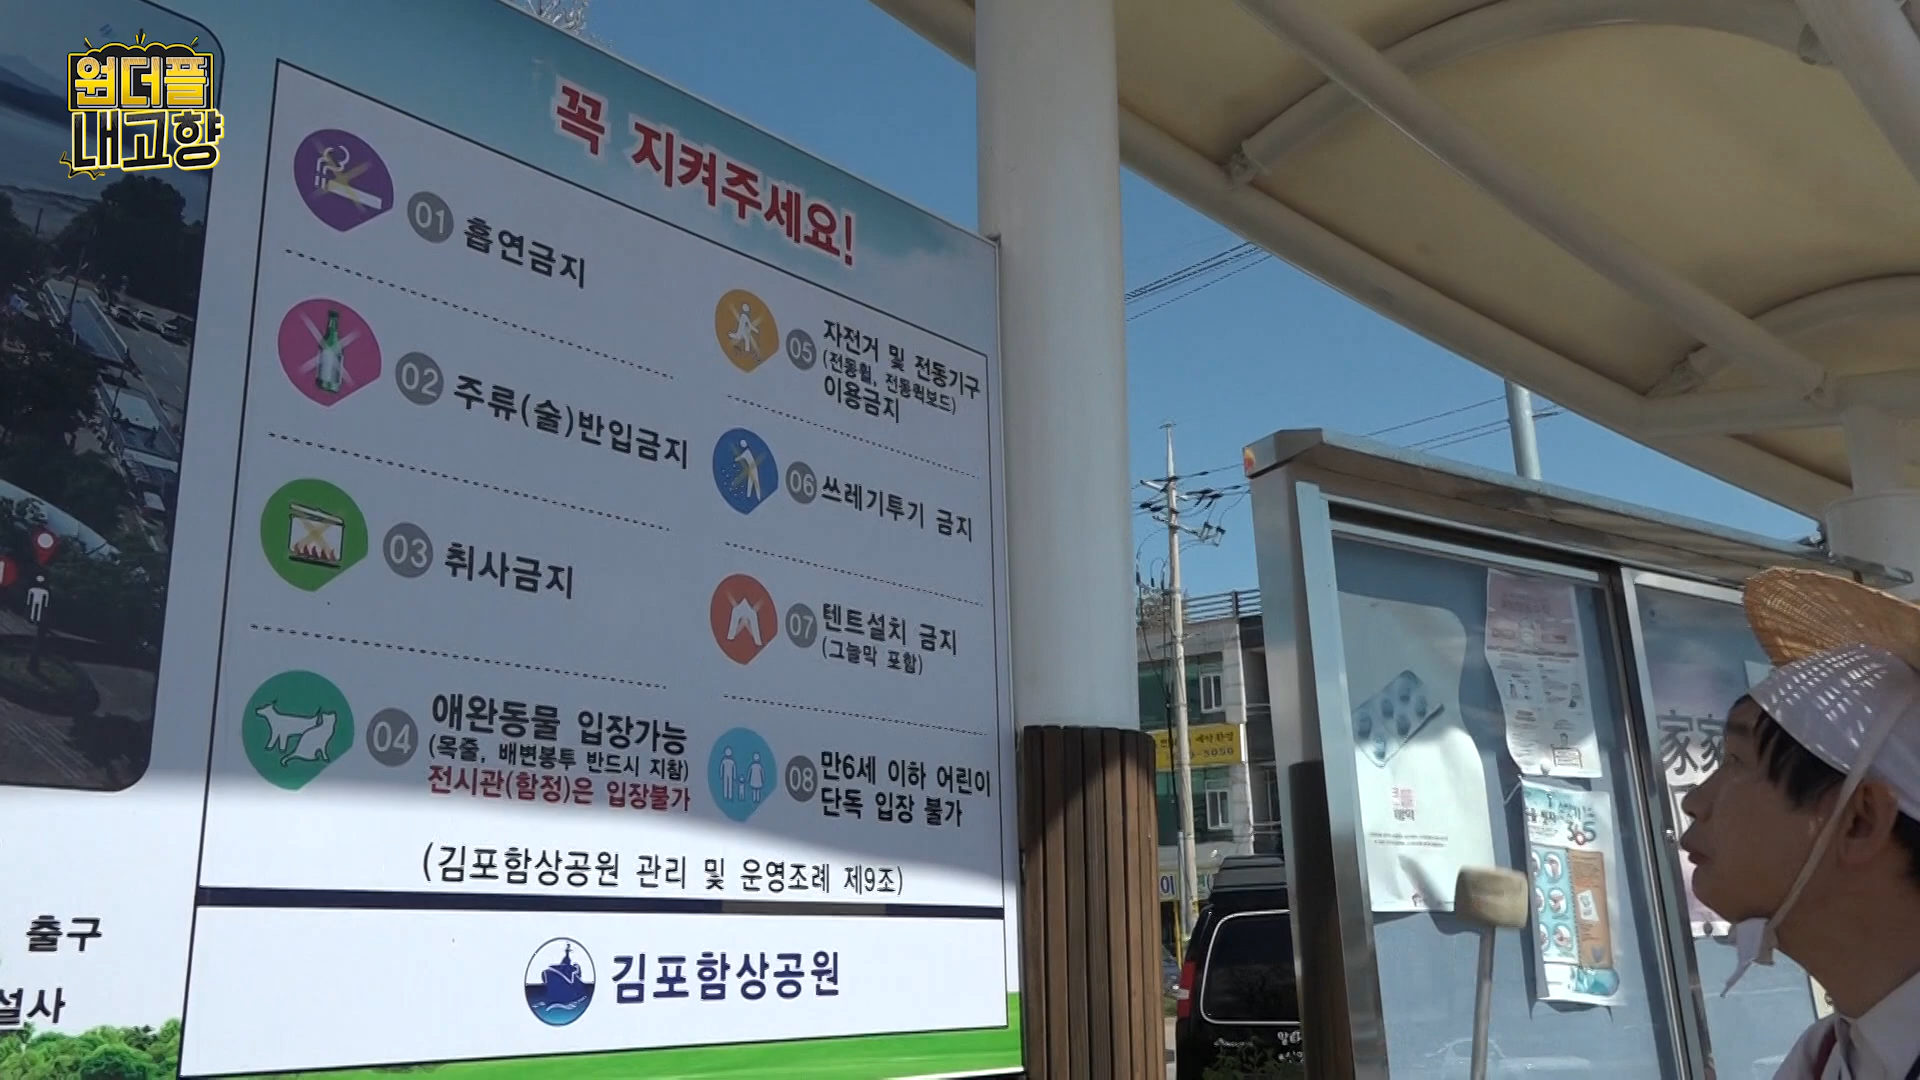 원더풀
내고향
꼭 지켜주세요!
01 흡연금지
02 주류(술)반입금지
03 취사금지
04 애완동물 입장가능
(목줄, 배변봉투 반드시 지참)
전시관(함정)은 입장불가
05 자전거 및 전동기구
(전동휠, 전동퀵보드)
이용금지
06 쓰레기투기 금지
07 텐트설치 금지
(그늘막 포함)
08 만6세 이하 어린이
단독 입장 불가
(김포함상공원 관리 및 운영조례 제9조)
김포함상공원
출구
설사
5050
家家
365